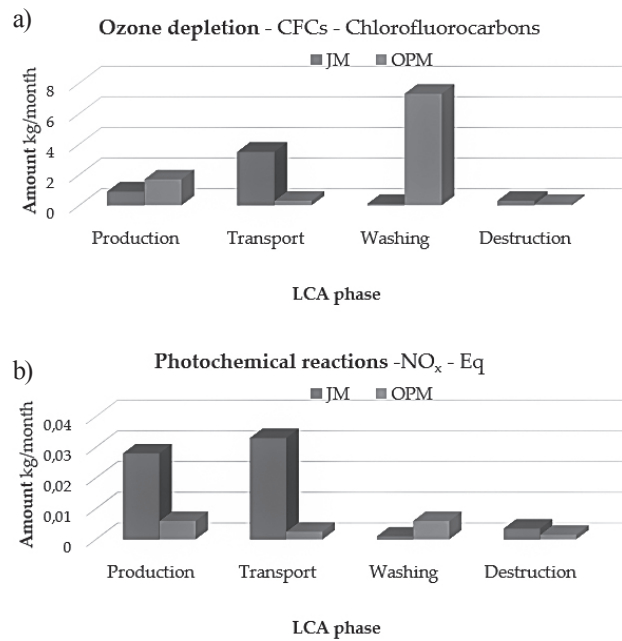 a)
Ozone depletion - CFCs - Chlorofluorocarbons
JM OPM
Amount kg/month
8
6
4
2
0
Production Transport Washing Destruction
LCA phase
b)
Photochemical reactions -NOx - Eq
JM OPM
Amount kg/month
0,04
0,03
0,02
0,01
0
Production Transport Washing Destruction
LCA phase